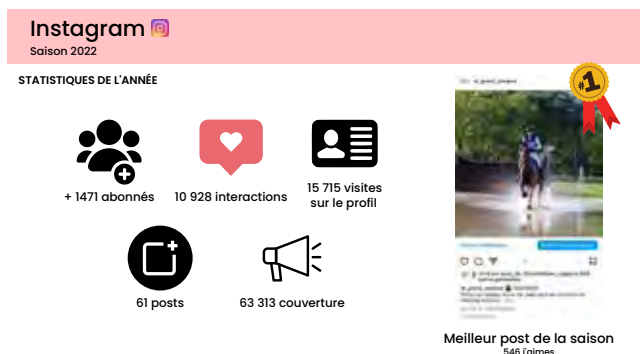 Instagram
Saison 2022
STATISTIQUES DE L'ANNÉE
#1
+ 1471 abonnés
10 928 interactions
15 715 visites
sur le profil
61 posts
63 313 couverture
Meilleur post de la saison
546 j'aimes